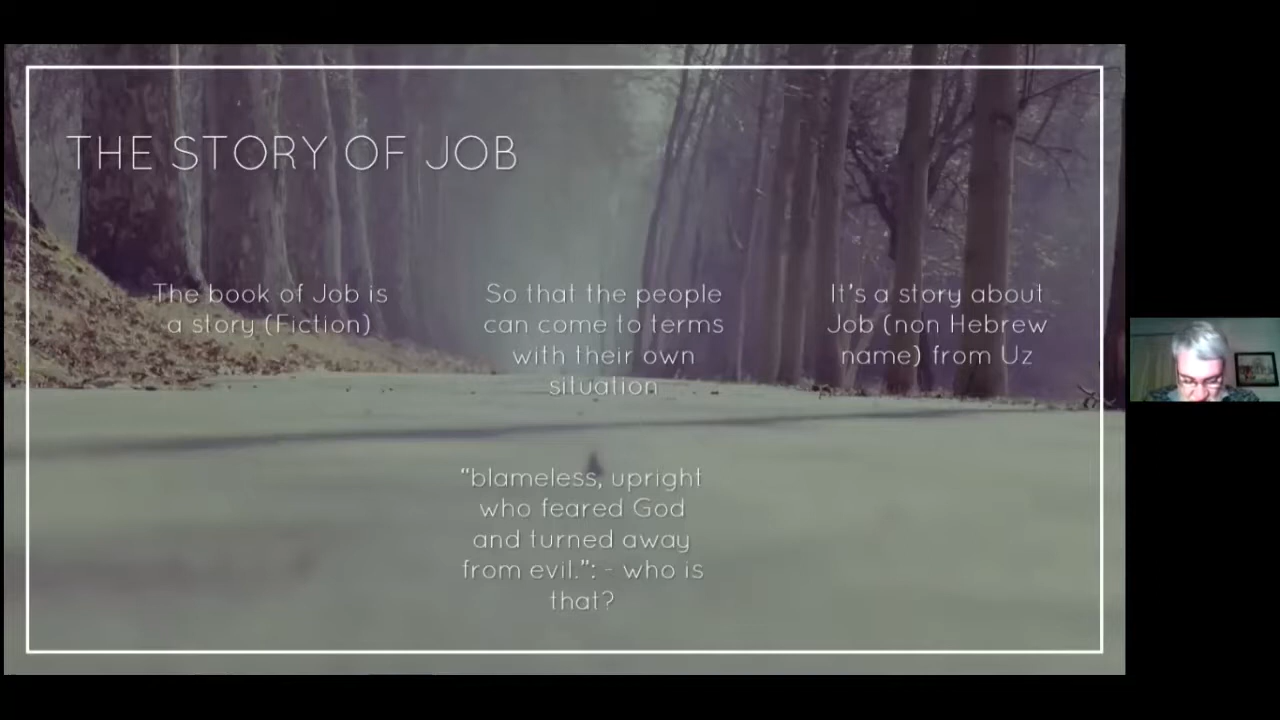 THE STORY OF JOB
The book of Job is
a story (Fiction)
So that the people
can come to terms
with their own
situation
It's a story about
Job (non Hebrew
name) from Uz
“blameless, upright
who feared God
and turned away
from evil.”: - who is
that?